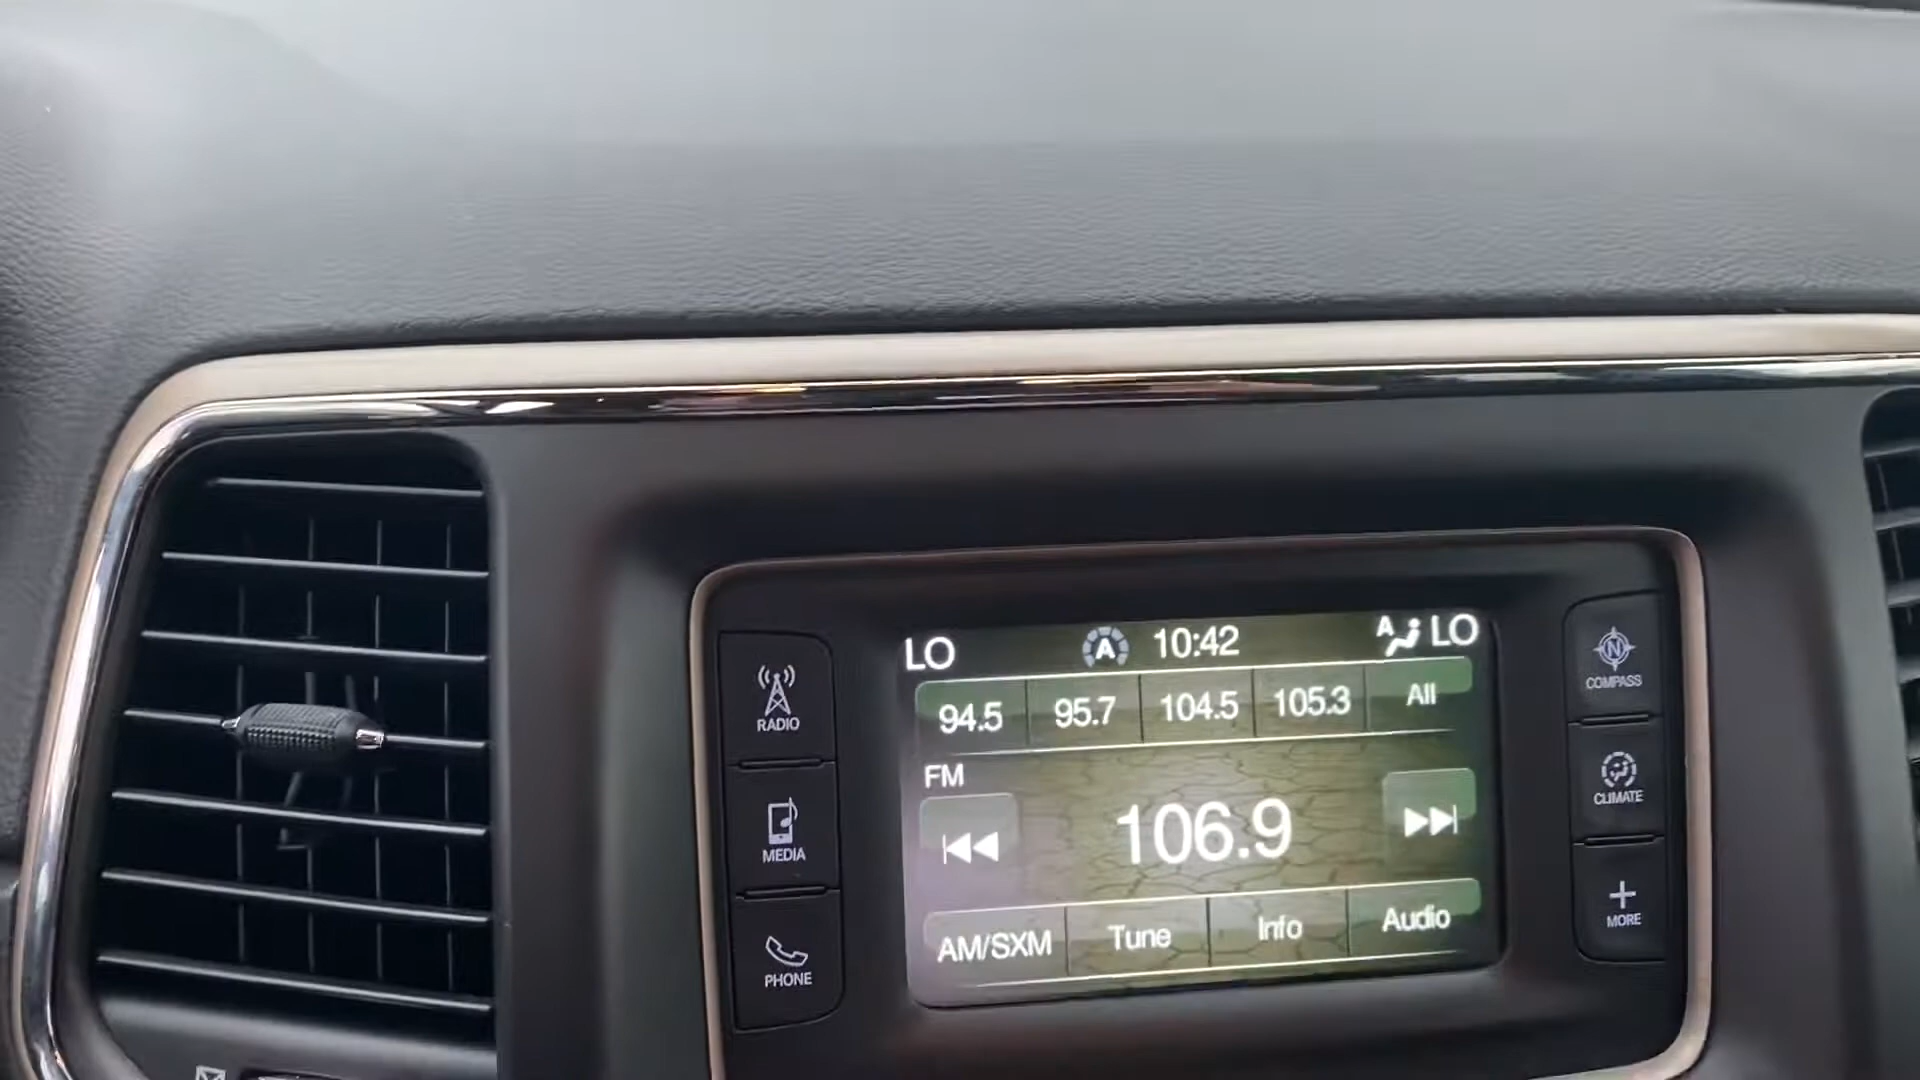 LO A 10:42 A LO
94.5 95.7 104.5 105.3 All
FM
106.9
AM/SXM Tune Info Audio
RADIO
MEDIA
PHONE
N
COMPASS
CLIMATE
MORE